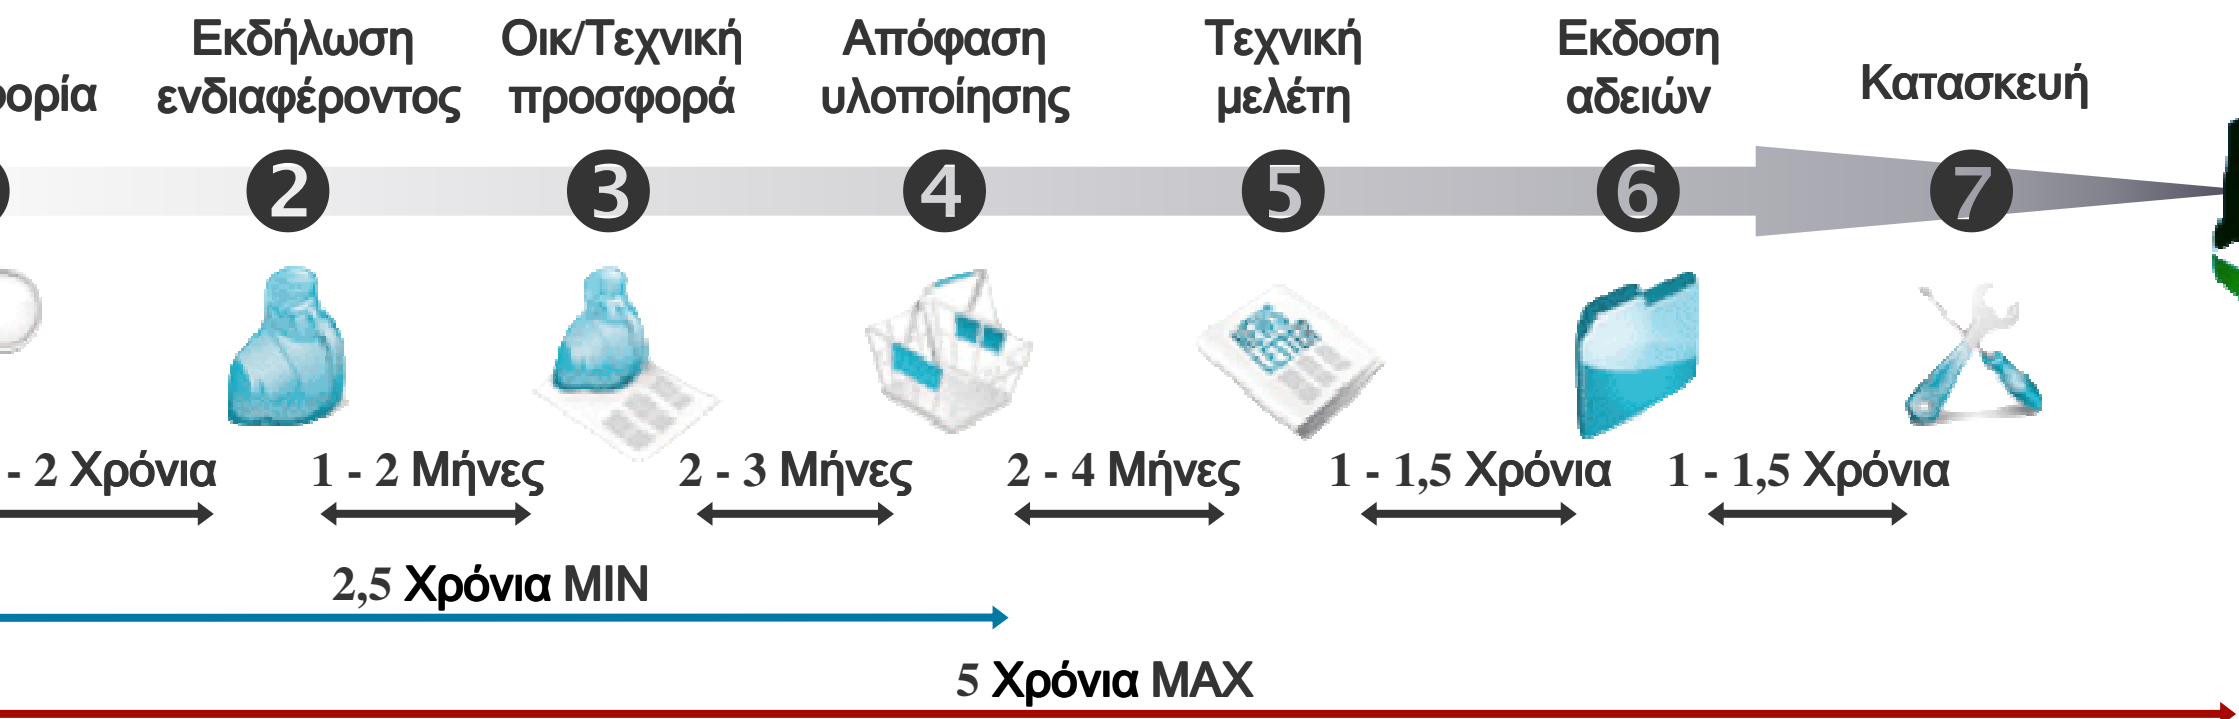 Εκδήλωση
ενδιαφέροντος
Οικ/Τεχνική
προσφορά
Απόφαση
υλοποίησης
Τεχνική
μελέτη
Εκδοση
αδειών
Κατασκευή
2
3
4
5
6
7
- 2 Χρόνια
1 - 2 Μήνες
2 - 3 Μήνες
2 - 4 Μήνες
1 - 1,5 Χρόνια
1 - 1,5 Χρόνια
2,5 Χρόνια MIN
5 Χρόνια MAX